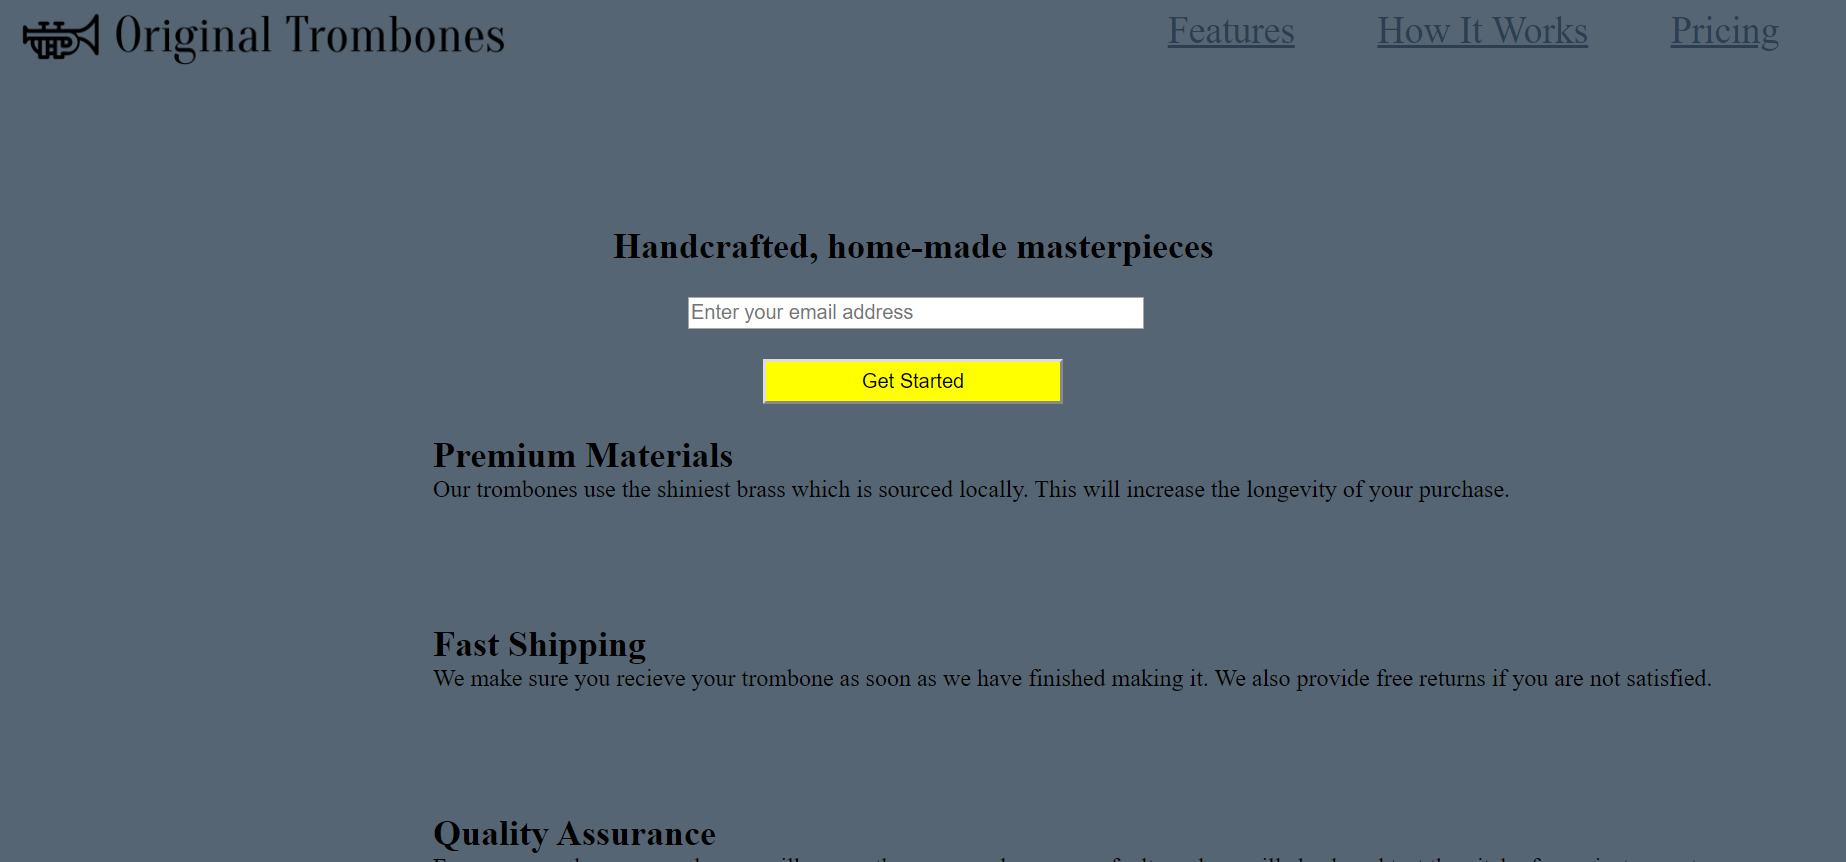 Original Trombones
Features How It Works Pricing
Handcrafted, home-made masterpieces
Enter your email address
Get Started
Premium Materials
Our trombones use the shiniest brass which is sourced locally. This will increase the longevity of your purchase.
Fast Shipping
We make sure you recieve your trombone as soon as we have finished making it. We also provide free returns if you are not satisfied.
Quality Assurance